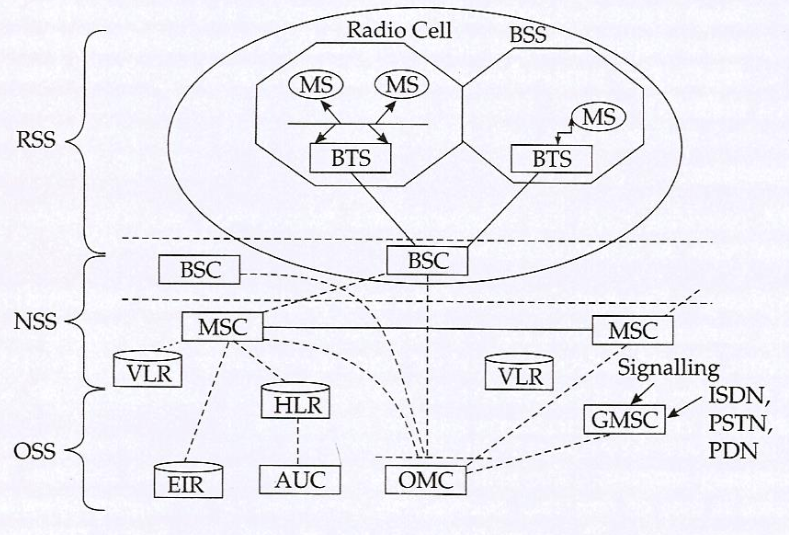 Radio Cell
BSS
MS
MS
MS
RSS
BTS
BTS
BSC
BSC
NSS
MSC
MSC
VLR
VLR
Signalling
HLR
GMSC
ISDN,
PSTN,
PDN
OSS
EIR
AUC
OMC